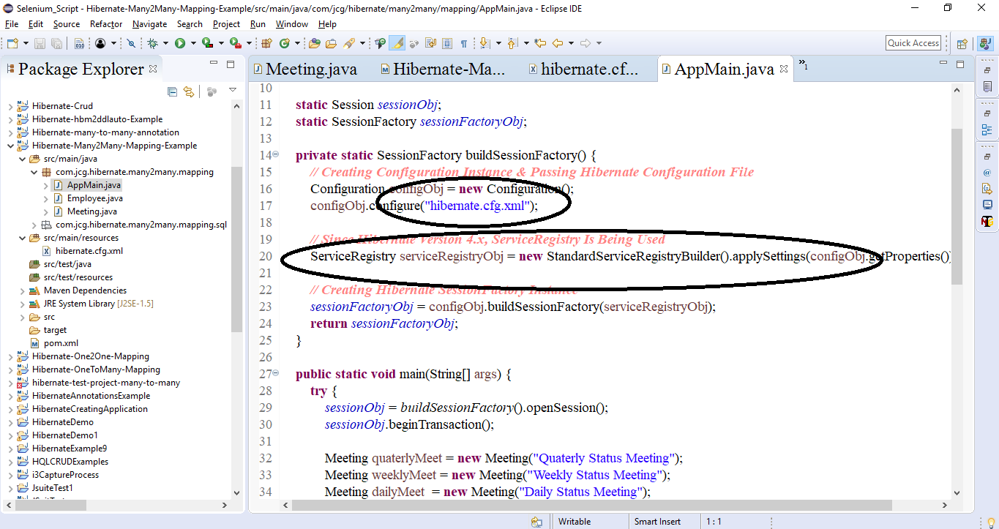 Selenium_Script - Hibernate-Many2Many-Mapping-Example/src/main/java/com/jcg/hibernate/many2many/mapping/AppMain.java - Eclipse IDE
File Edit Source Refactor Navigate Search Project Run Window Help
Quick Access
Package Explorer
Hibernate-Crud
Hibernate-hbm2ddlauto-Example
Hibernate-many-to-many-annotation
Hibernate-Many2Many-Mapping-Example
src/main/java
com.jcg.hibernate.many2many.mapping
AppMain.java
Employee.java
Meeting.java
com.jcg.hibernate.many2many.mapping.sql
src/main/resources
hibernate.cfg.xml
src/test/java
src/test/resources
Maven Dependencies
JRE System Library [J2SE-1.5]
src
target
pom.xml
Hibernate-One2One-Mapping
Hibernate-OneToMany-Mapping
hibernate-test-project-many-to-many
HibernateAnnotationsExample
HibernateCreatingApplication
HibernateDemo
HibernateDemo1
HibernateExample9
HQLCRUDExamples
i3CaptureProcess
JsuiteTest1
Meeting.java Hibernate-Ma... hibernate.cf... AppMain.java »1
10
11 static Session sessionObj;
12 static SessionFactory sessionFactoryObj;
13
14 private static SessionFactory buildSessionFactory() {
15 // Creating Configuration Instance & Passing Hibernate Configuration File
16 Configuration configObj = new Configuration();
17 configObj.configure("hibernate.cfg.xml");
18
19 // Since Hibernate Version 4.x, ServiceRegistry Is Being Used
20 ServiceRegistry serviceRegistryObj = new StandardServiceRegistryBuilder().applySettings(configObj.getProperties()
21
22 // Creating Hibernate SessionFactory Instance
23 sessionFactoryObj = configObj.buildSessionFactory(serviceRegistryObj);
24 return sessionFactoryObj;
25 }
26
27 public static void main(String[] args) {
28 try {
29 sessionObj = buildSessionFactory().openSession();
30 sessionObj.beginTransaction();
31
32 Meeting quaterlyMeet = new Meeting("Quaterly Status Meeting");
33 Meeting weeklyMeet = new Meeting("Weekly Status Meeting");
34 Meeting dailyMeet = new Meeting("Daily Status Meeting");
Writable Smart Insert 1 : 1